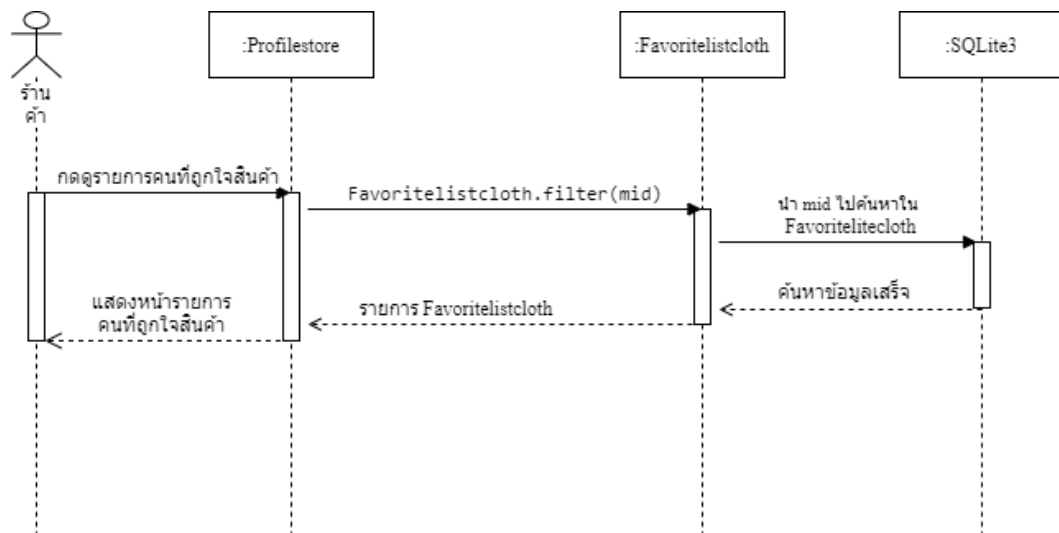 :Profilestore
:Favoritelistcloth
:SQLite3
ร้าน
ค้า
กดดูรายการคนที่ถูกใจสินค้า
Favoritelistcloth.filter(mid)
นำ mid ไปค้นหาใน
Favoritelitecloth
ค้นหาข้อมูลเสร็จ
รายการ Favoritelistcloth
แสดงหน้ารายการ
คนที่ถูกใจสินค้า